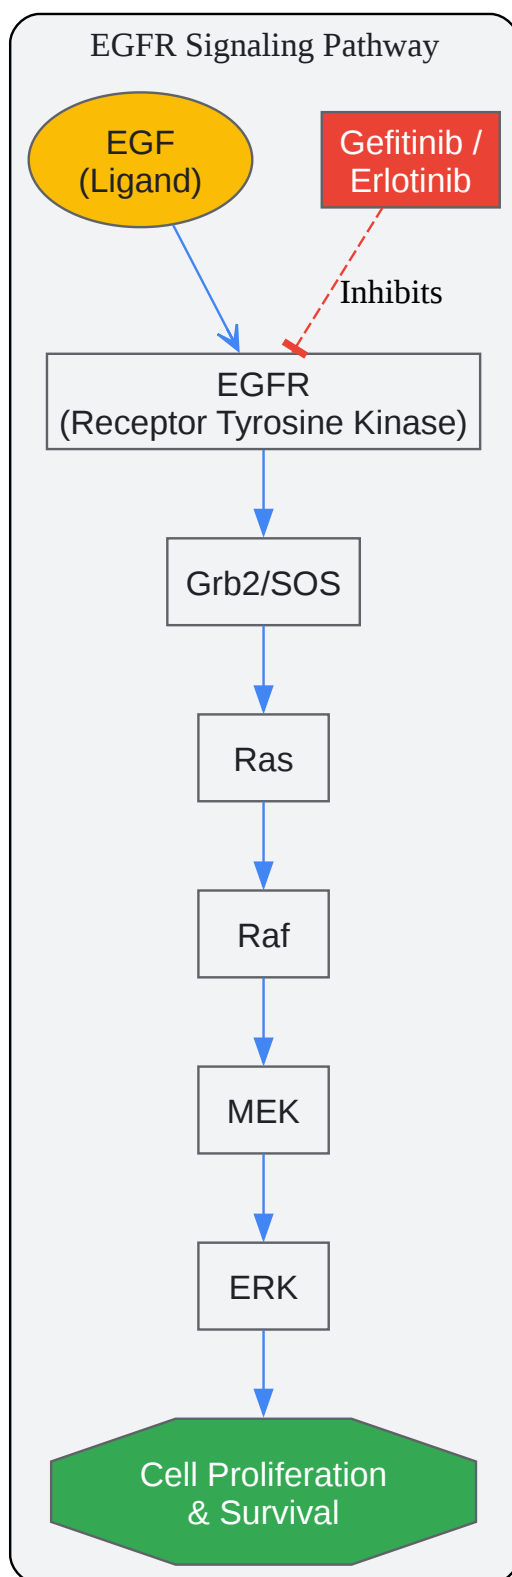 EGFR Signaling Pathway
EGF
(Ligand)
Gefitinib /
Erlotinib
Inhibits
EGFR
(Receptor Tyrosine Kinase)
Grb2/SOS
Ras
Raf
MEK
ERK
Cell Proliferation
& Survival